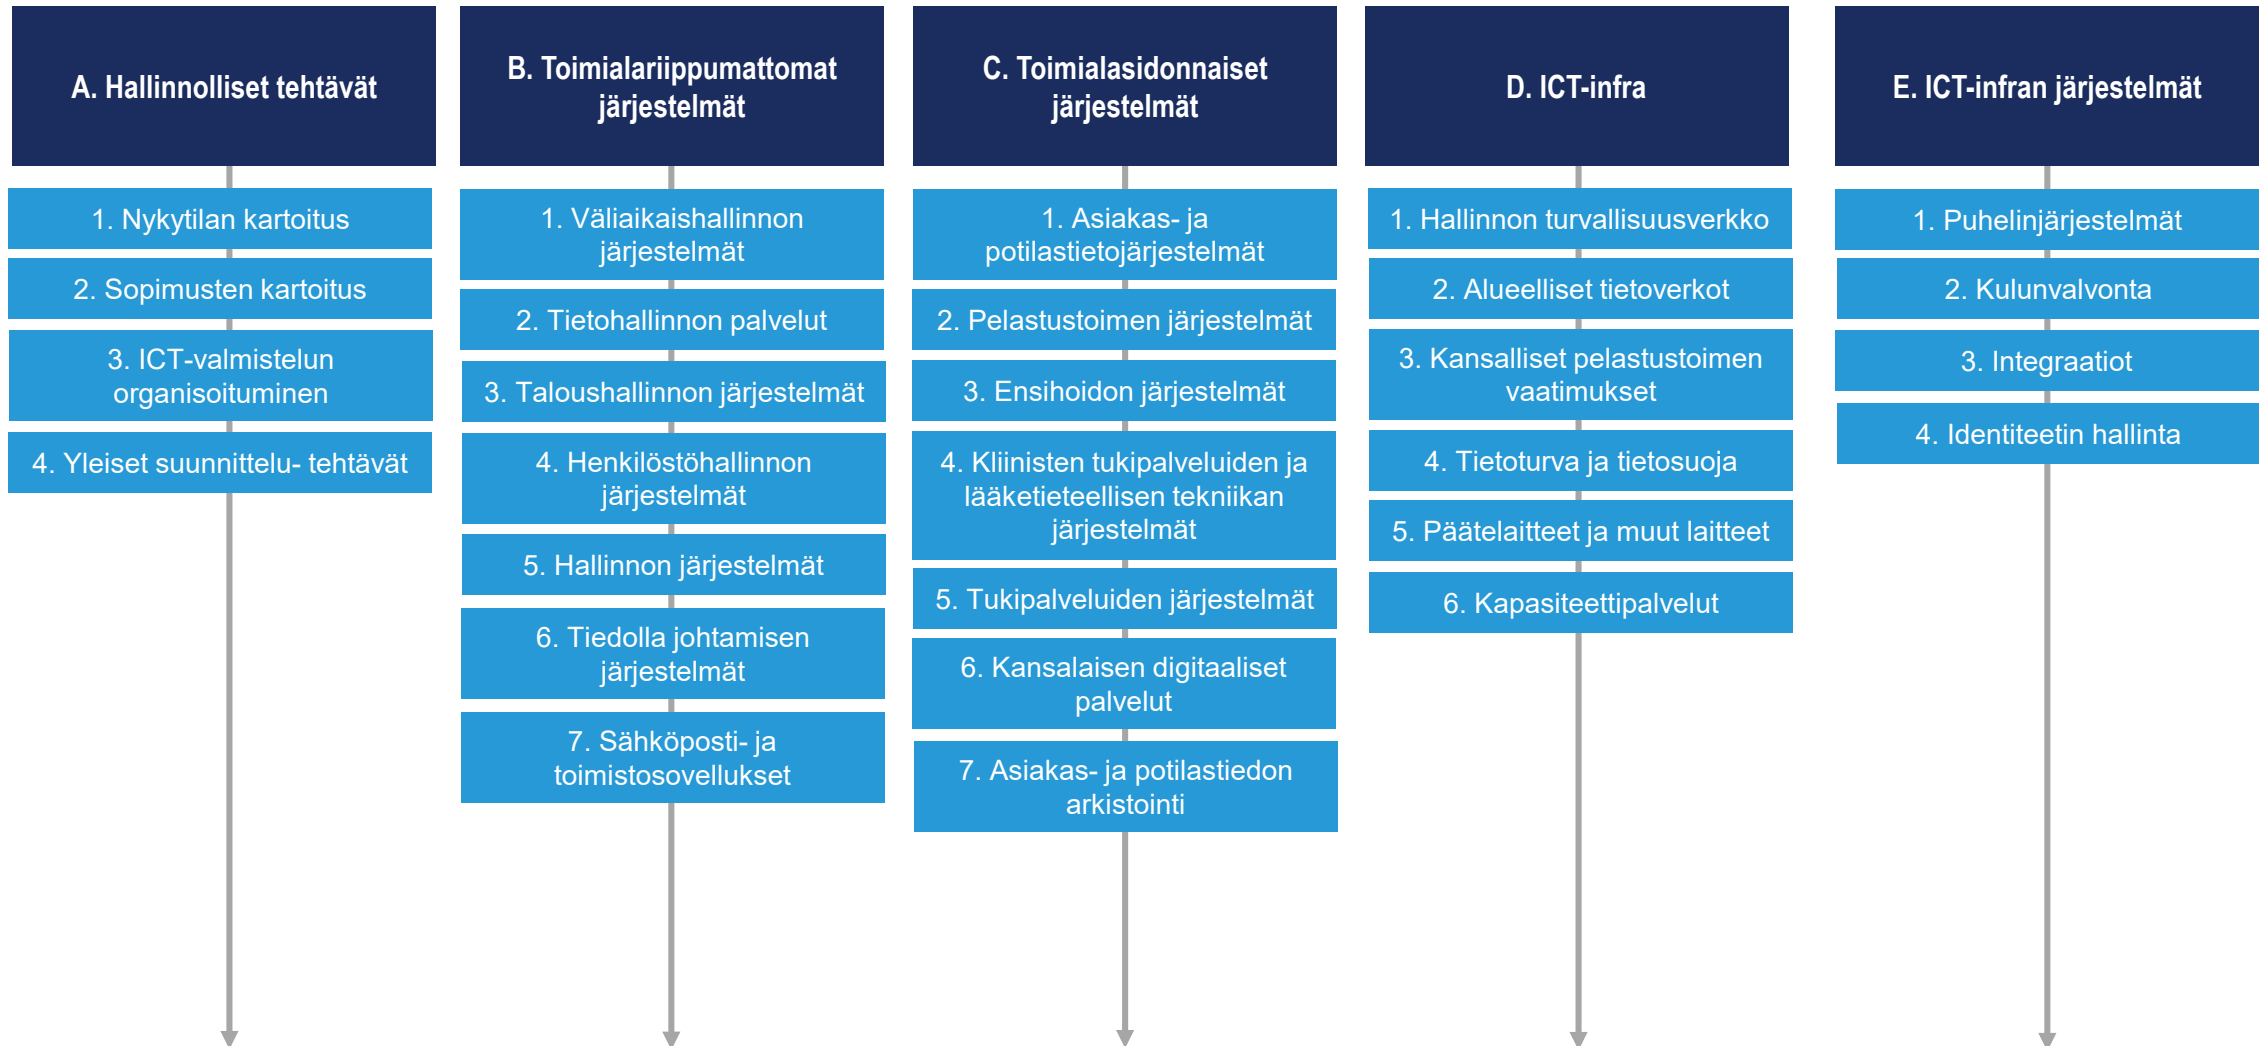 A. Hallinnolliset tehtävät
1. Nykytilan kartoitus
2. Sopimusten kartoitus
3. ICT-valmistelun
organisoituminen
4. Yleiset suunnittelu- tehtävät
B. Toimialariippumattomat
järjestelmät
1. Väliaikaishallinnon
järjestelmät
2. Tietohallinnon palvelut
3. Taloushallinnon järjestelmät
4. Henkilöstöhallinnon
järjestelmät
5. Hallinnon järjestelmät
6. Tiedolla johtamisen
järjestelmät
7. Sähköposti- ja
toimistosovellukset
C. Toimialasidonnaiset
järjestelmät
1. Asiakas- ja
potilastietojärjestelmät
2. Pelastustoimen järjestelmät
3. Ensihoidon järjestelmät
4. Kliinisten tukipalveluiden ja
lääketieteellisen tekniikan
järjestelmät
5. Tukipalveluiden järjestelmät
6. Kansalaisen digitaaliset
palvelut
7. Asiakas- ja potilastiedon
arkistointi
D. ICT-infra
1. Hallinnon turvallisuusverkko
2. Alueelliset tietoverkot
3. Kansalliset pelastustoimen
vaatimukset
4. Tietoturva ja tietosuoja
5. Päätelaitteet ja muut laitteet
6. Kapasiteettipalvelut
E. ICT-infran järjestelmät
1. Puhelinjärjestelmät
2. Kulunvalvonta
3. Integraatiot
4. Identiteetin hallinta